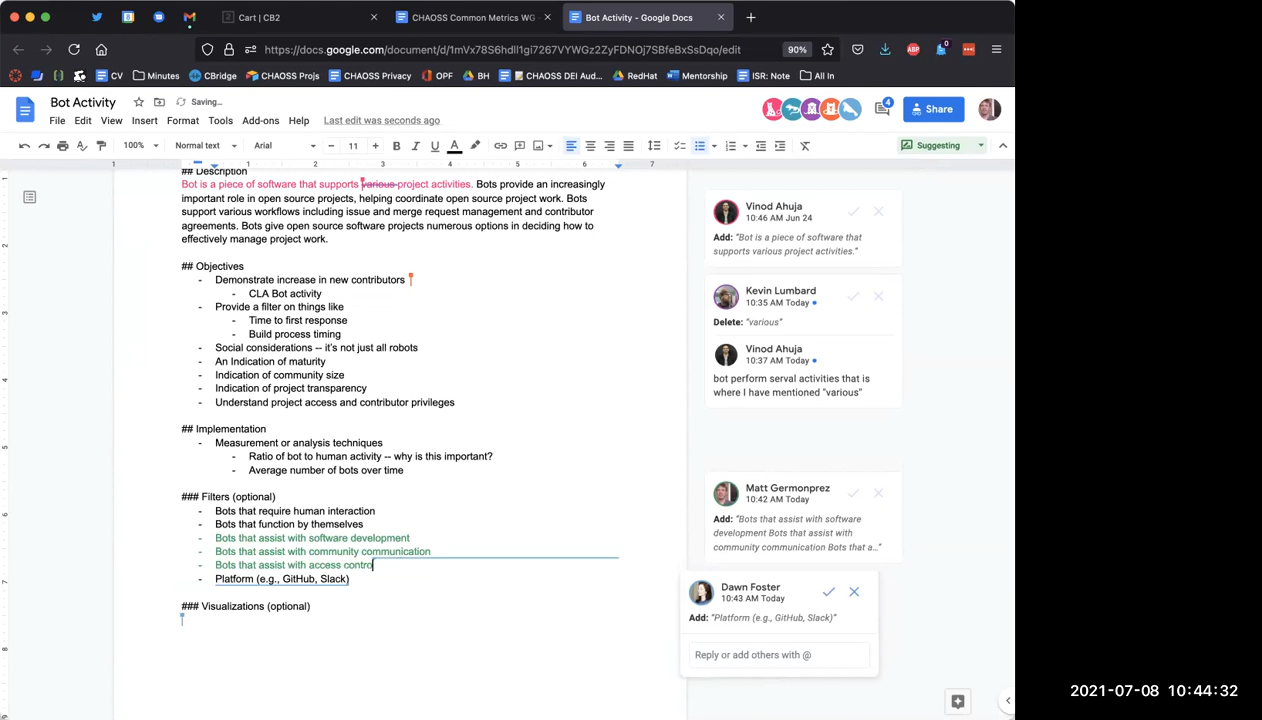 Cart | CB2
CHAOSS Common Metrics WG -
Bot Activity - Google Docs
https://docs.google.com/document/d/1mVx78S6hdll1gi7267VYWGz2ZyFDNOj7SBfeBxSsDqo/edit
90%
0
ABP
CV
Minutes
CBridge
CHAOSS Projs
CHAOSS Privacy
OPF
BH
CHAOSS DEI Aud...
RedHat
Mentorship
ISR: Note
All In
Bot Activity
Saving...
File Edit View Insert Format Tools Add-ons Help
Last edit was seconds ago
4
Share
100%
Normal text
Arial
11
Suggesting
1 1 2 3 4 5 6 7
## Description
Bot is a piece of software that supports various project activities. Bots provide an increasingly
important role in open source projects, helping coordinate open source project work. Bots
support various workflows including issue and merge request management and contributor
agreements. Bots give open source software projects numerous options in deciding how to
effectively manage project work.
## Objectives
- Demonstrate increase in new contributors
- CLA Bot activity
- Provide a filter on things like
- Time to first response
- Build process timing
- Social considerations -- it's not just all robots
- An Indication of maturity
- Indication of community size
- Indication of project transparency
- Understand project access and contributor privileges
## Implementation
- Measurement or analysis techniques
- Ratio of bot to human activity -- why is this important?
- Average number of bots over time
### Filters (optional)
- Bots that require human interaction
- Bots that function by themselves
- Bots that assist with software development
- Bots that assist with community communication
- Bots that assist with access contro
- Platform (e.g., GitHub, Slack)
### Visualizations (optional)
Vinod Ahuja
10:46 AM Jun 24
Add: "Bot is a piece of software that
supports various project activities."
Kevin Lumbard
10:35 AM Today
Delete: "various"
Vinod Ahuja
10:37 AM Today
bot perform serval activities that is
where I have mentioned "various"
Matt Germonprez
10:42 AM Today
Add: "Bots that assist with software
development Bots that assist with
community communication Bots that a..."
Dawn Foster
10:43 AM Today
Add: "Platform (e.g., GitHub, Slack)"
Reply or add others with @
2021-07-08 10:44:32